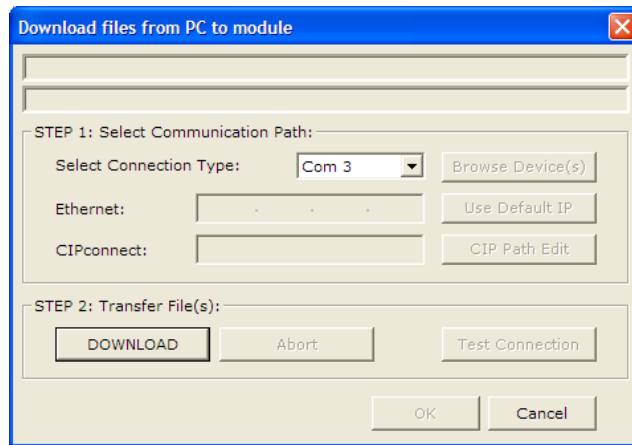 Download files from PC to module
STEP 1: Select Communication Path:
Select Connection Type: Com 3 Browse Device(s)
Ethernet: . . . Use Default IP
CIPconnect: CIP Path Edit
STEP 2: Transfer File(s):
DOWNLOAD Abort Test Connection
OK Cancel